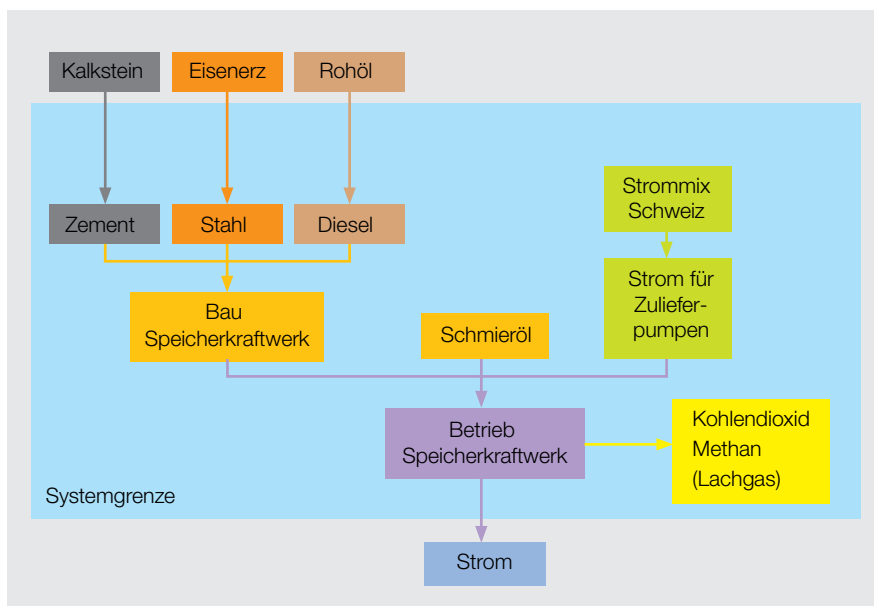 Kalkstein
Eisenerz
Rohöl
Zement
Stahl
Diesel
Strommix
Schweiz
Strom für
Zuliefer-
pumpen
Bau
Speicherkraftwerk
Schmieröl
Betrieb
Speicherkraftwerk
Kohlendioxid
Methan
(Lachgas)
Systemgrenze
Strom